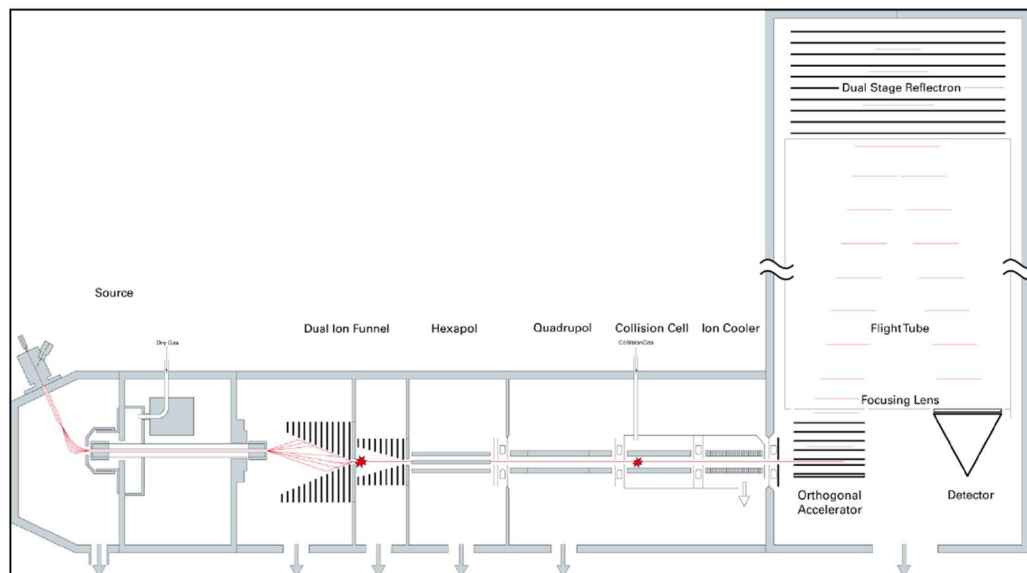 Dual Stage Reflectron
Source
Dual Ion Funnel
Hexapol
Quadrupol
Collision Cell
Ion Cooler
Flight Tube
Dry Gas
CollisionGas
Focusing Lens
Orthogonal
Accelerator
Detector